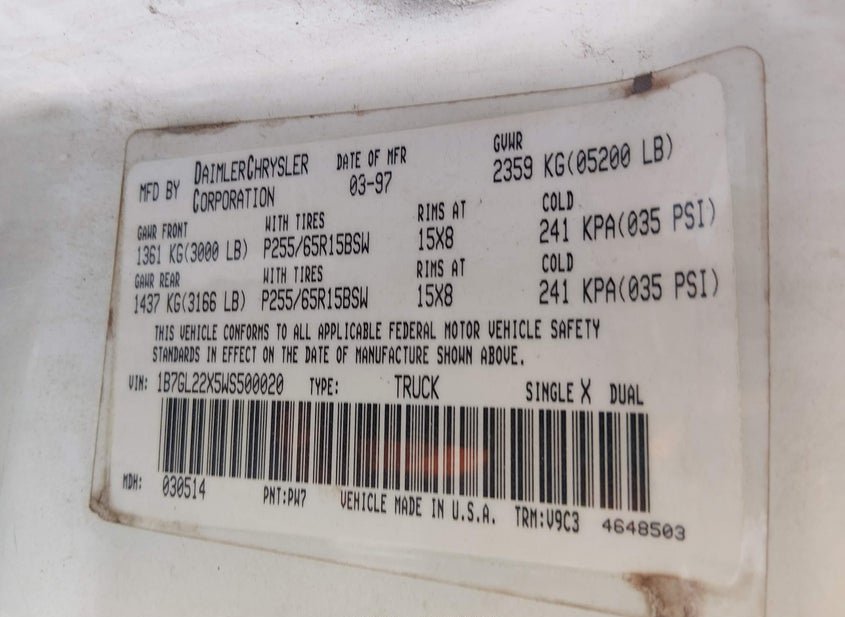 MFD BY DAIMLERCHRYSLER CORPORATION DATE OF MFR 03-97 GVWR 2359 KG(05200 LB)
GAWR FRONT WITH TIRES RIMS AT COLD
1361 KG(3000 LB) P255/65R15BSW 15X8 241 KPA(035 PSI)
GAWR REAR WITH TIRES RIMS AT COLD
1437 KG(3166 LB) P255/65R15BSW 15X8 241 KPA(035 PSI)
THIS VEHICLE CONFORMS TO ALL APPLICABLE FEDERAL MOTOR VEHICLE SAFETY
STANDARDS IN EFFECT ON THE DATE OF MANUFACTURE SHOWN ABOVE.
VIN: 1B7GL22X5WS500020 TYPE: TRUCK SINGLE X DUAL
MDH: 030514 PNT:PW7 VEHICLE MADE IN U.S.A. TRM:V9C3 4648503